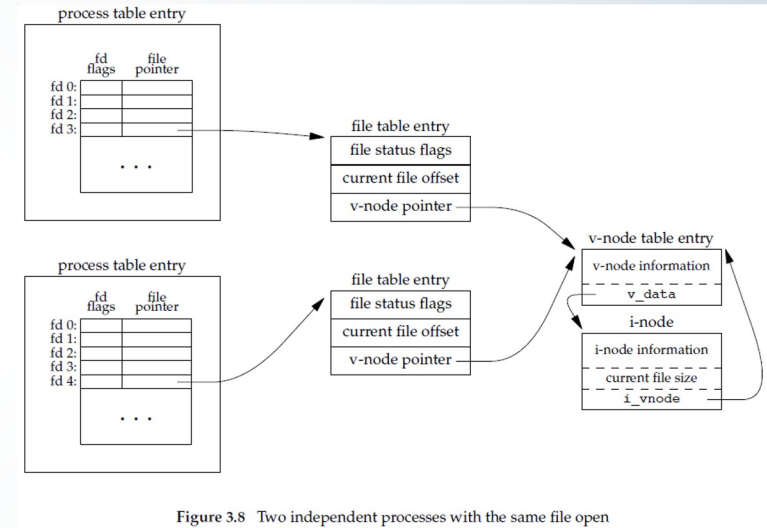 process table entry
fd file
flags pointer
fd 0:
fd 1:
fd 2:
fd 3:
. . .
file table entry
file status flags
current file offset
v-node pointer
process table entry
fd file
flags pointer
fd 0:
fd 1:
fd 2:
fd 3:
fd 4:
. . .
file table entry
file status flags
current file offset
v-node pointer
v-node table entry
v-node information
v_data
i-node
i-node information
current file size
i_vnode
Figure 3.8 Two independent processes with the same file open